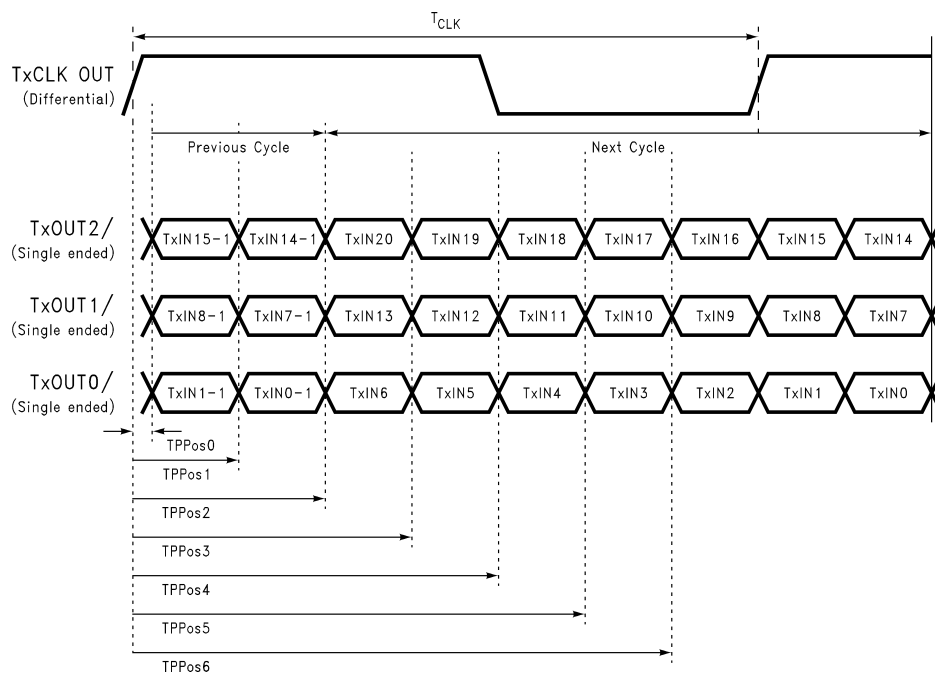 TCLK
TxCLK OUT
(Differential)
Previous Cycle
Next Cycle
TxOUT2/
(Single ended)
TxIN15-1 TxIN14-1 TxIN20 TxIN19 TxIN18 TxIN17 TxIN16 TxIN15 TxIN14
TxOUT1/
(Single ended)
TxIN8-1 TxIN7-1 TxIN13 TxIN12 TxIN11 TxIN10 TxIN9 TxIN8 TxIN7
TxOUT0/
(Single ended)
TxIN1-1 TxIN0-1 TxIN6 TxIN5 TxIN4 TxIN3 TxIN2 TxIN1 TxIN0
TPPos0
TPPos1
TPPos2
TPPos3
TPPos4
TPPos5
TPPos6